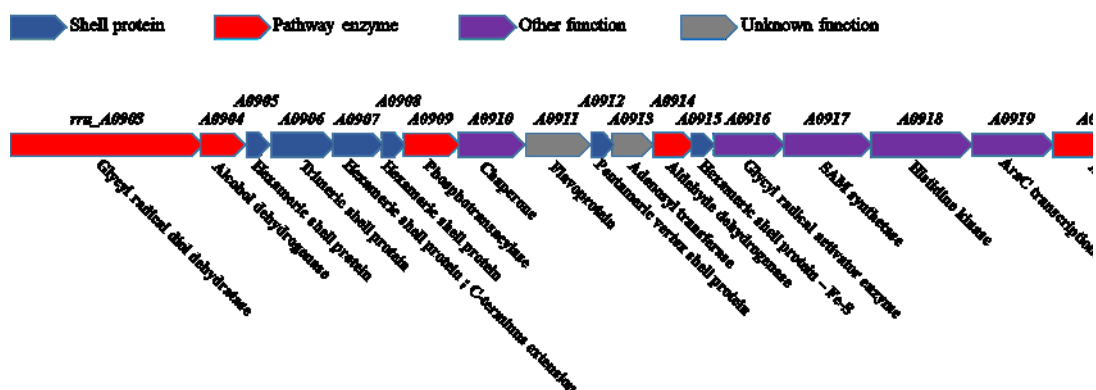 Shell protein
Pathway enzyme
Other function
Unknown function
rru_A0903
A0904
A0905
A0906
A0907
A0908
A0909
A0910
A0911
A0912
A0913
A0914
A0915
A0916
A0917
A0918
A0919
Glycyl radical diol dehydratase
Alcohol dehydrogenase
Hexameric shell protein
Trimeric shell protein
Hexameric shell protein ; C-terminus extension
Hexameric shell protein
Phosphotransacylase
Chaperone
Flavoprotein
Pentameric vertex shell protein
Adenosyl transferase
Aldehyde dehydrogenase
Hexameric shell protein – Fe-S
Glycyl radical activator enzyme
SAM synthetase
Histidine kinase